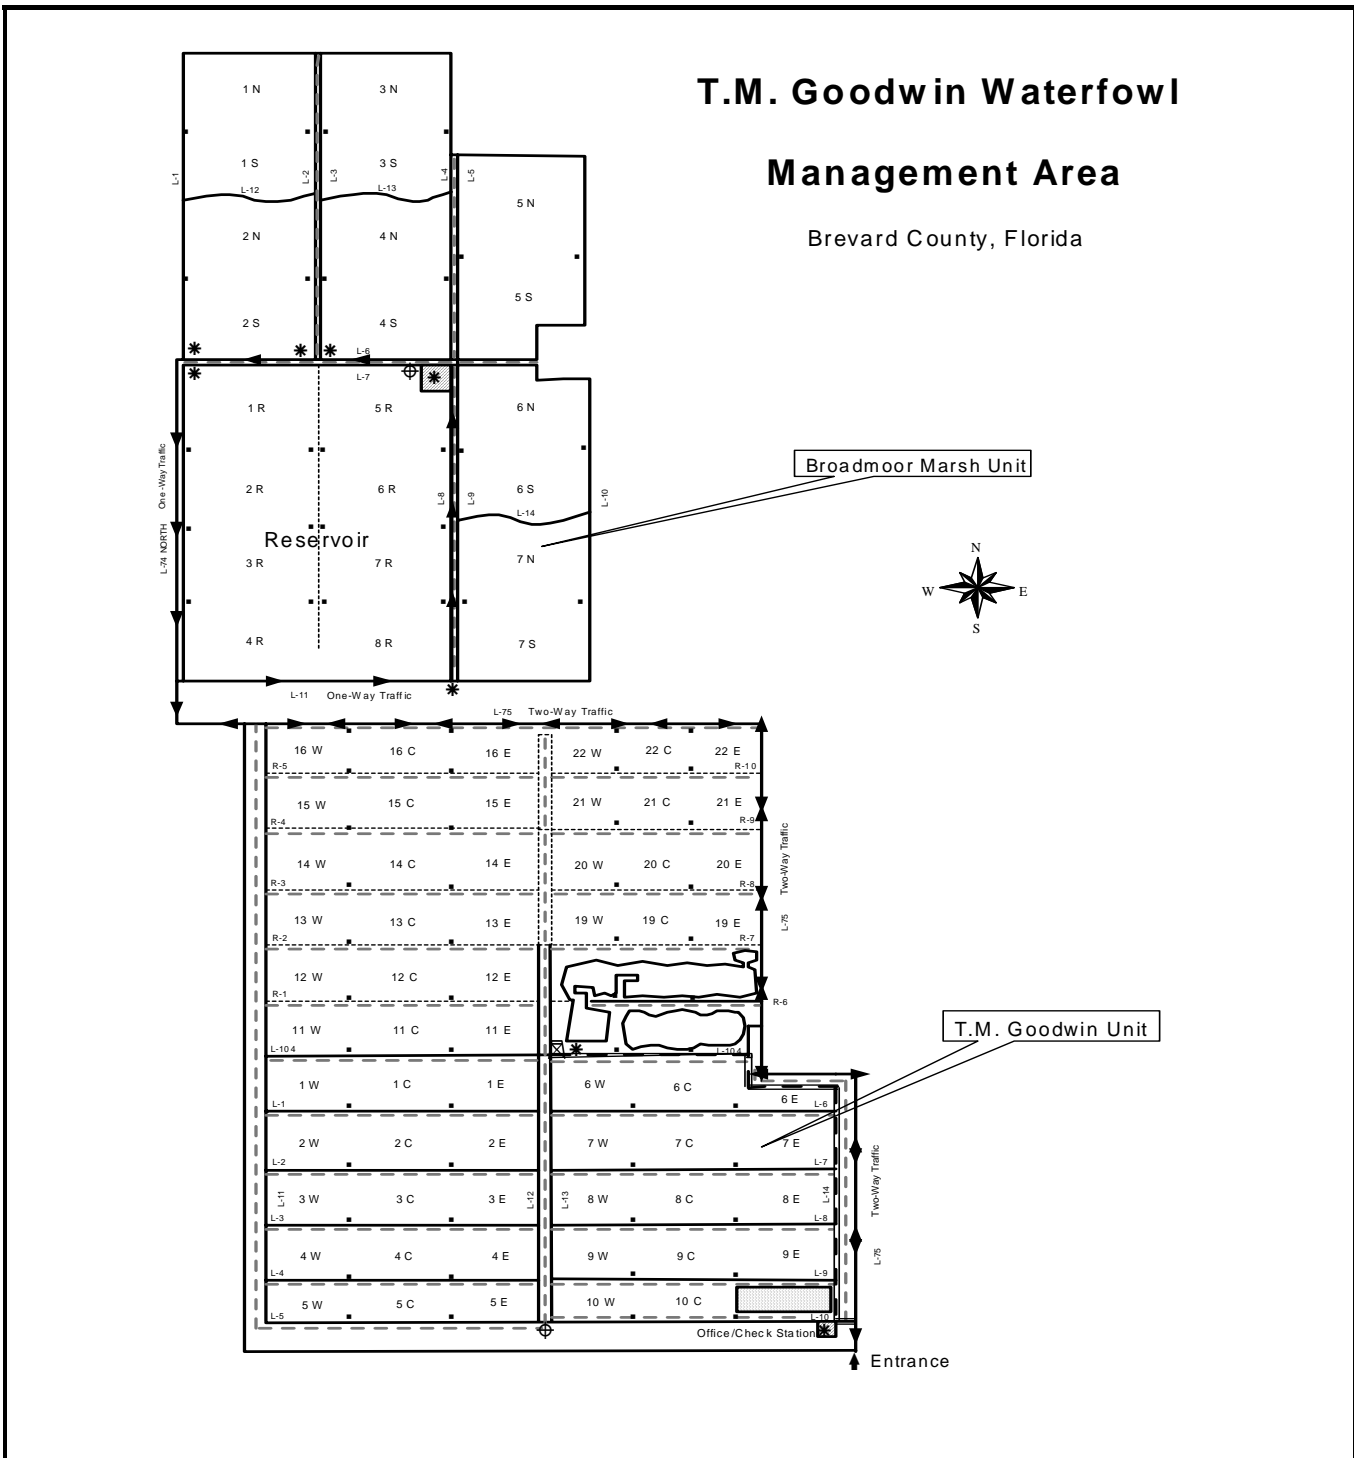 T.M. Goodwin Waterfowl
Management Area
Brevard County, Florida
1 N
3 N
1 S
3 S
L-1
L-2
L-3
L-4
L-5
L-12
L-13
5 N
2 N
4 N
5 S
2 S
4 S
L-6
L-7
1 R
5 R
6 N
Broadmoor Marsh Unit
L-74 NORTH One-Way Traffic
2 R
6 R
L-8
L-9
6 S
L-10
L-14
Reservoir
3 R
7 R
7 N
N
W
E
S
4 R
8 R
7 S
L-11 One-Way Traffic
L-75 Two-Way Traffic
16 W
16 C
16 E
22 W
22 C
22 E
R-5
R-10
15 W
15 C
15 E
21 W
21 C
21 E
R-4
R-9
14 W
14 C
14 E
20 W
20 C
20 E
R-3
R-8
L-75 Two-Way Traffic
13 W
13 C
13 E
19 W
19 C
19 E
R-2
R-7
12 W
12 C
12 E
R-1
R-6
11 W
11 C
11 E
T.M. Goodwin Unit
L-104
L-104
1 W
1 C
1 E
6 W
6 C
6 E
L-1
L-6
2 W
2 C
2 E
7 W
7 C
7 E
L-2
L-7
L-11
3 W
3 C
3 E
L-12
L-13
8 W
8 C
8 E
L-14
L-3
L-8
L-75 Two-Way Traffic
4 W
4 C
4 E
9 W
9 C
9 E
L-4
L-9
5 W
5 C
5 E
10 W
10 C
L-5
L-10
Office/Check Station
Entrance